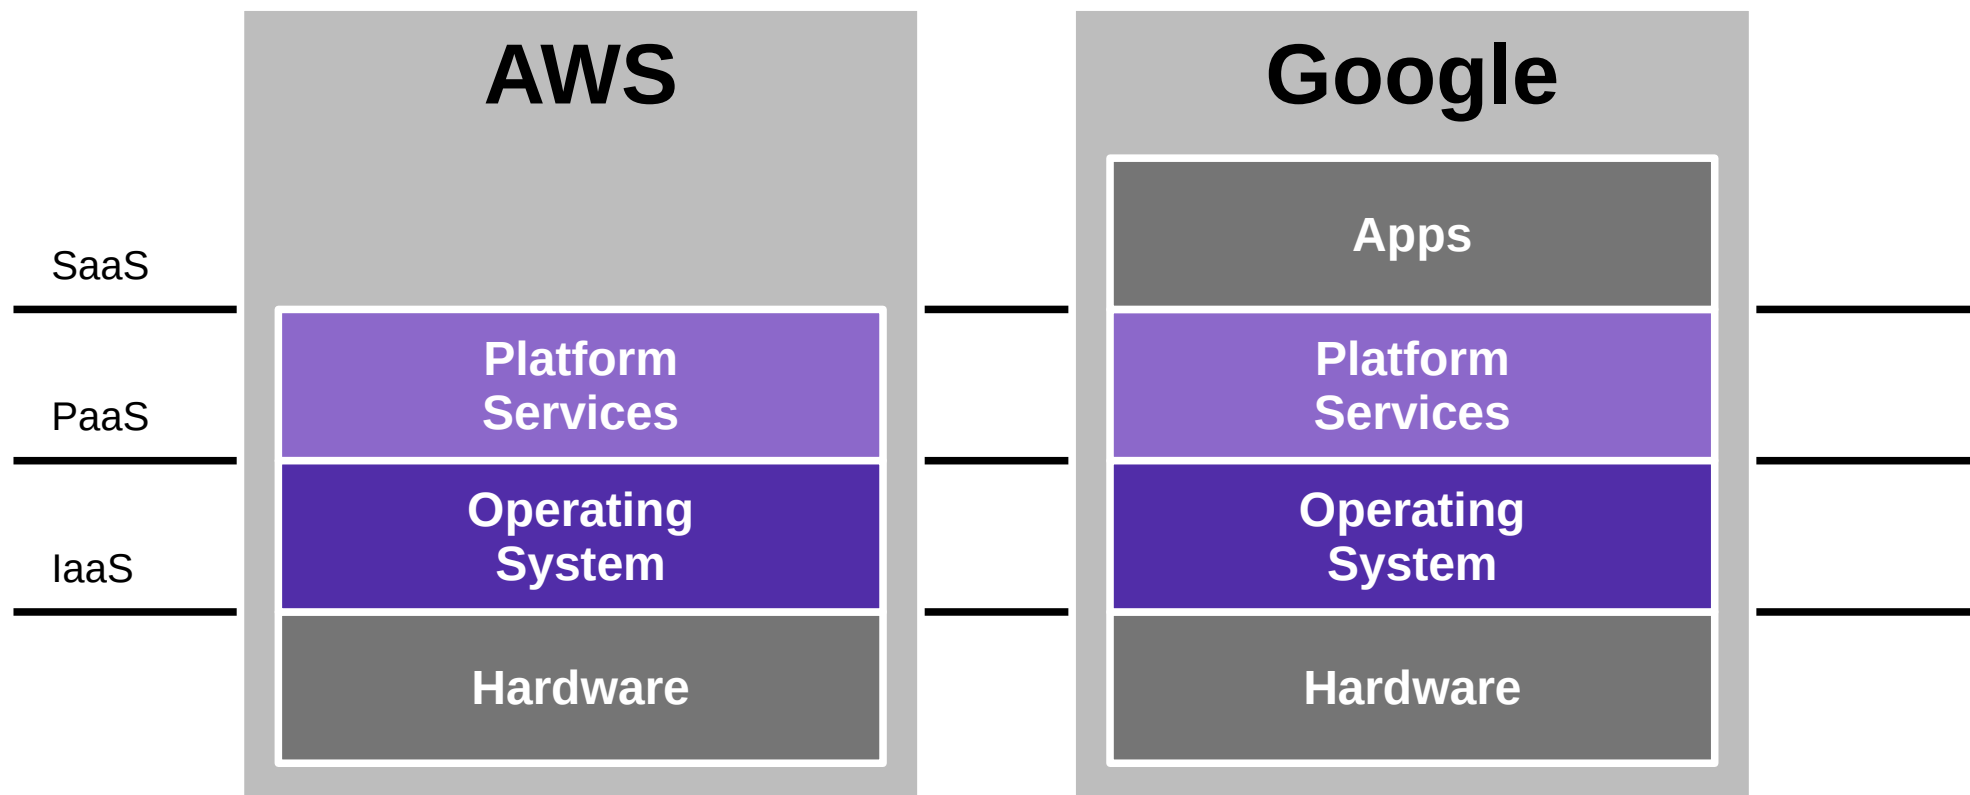 AWS
Google
Apps
SaaS
Platform
Services
Platform
Services
PaaS
Operating
System
Operating
System
IaaS
Hardware
Hardware